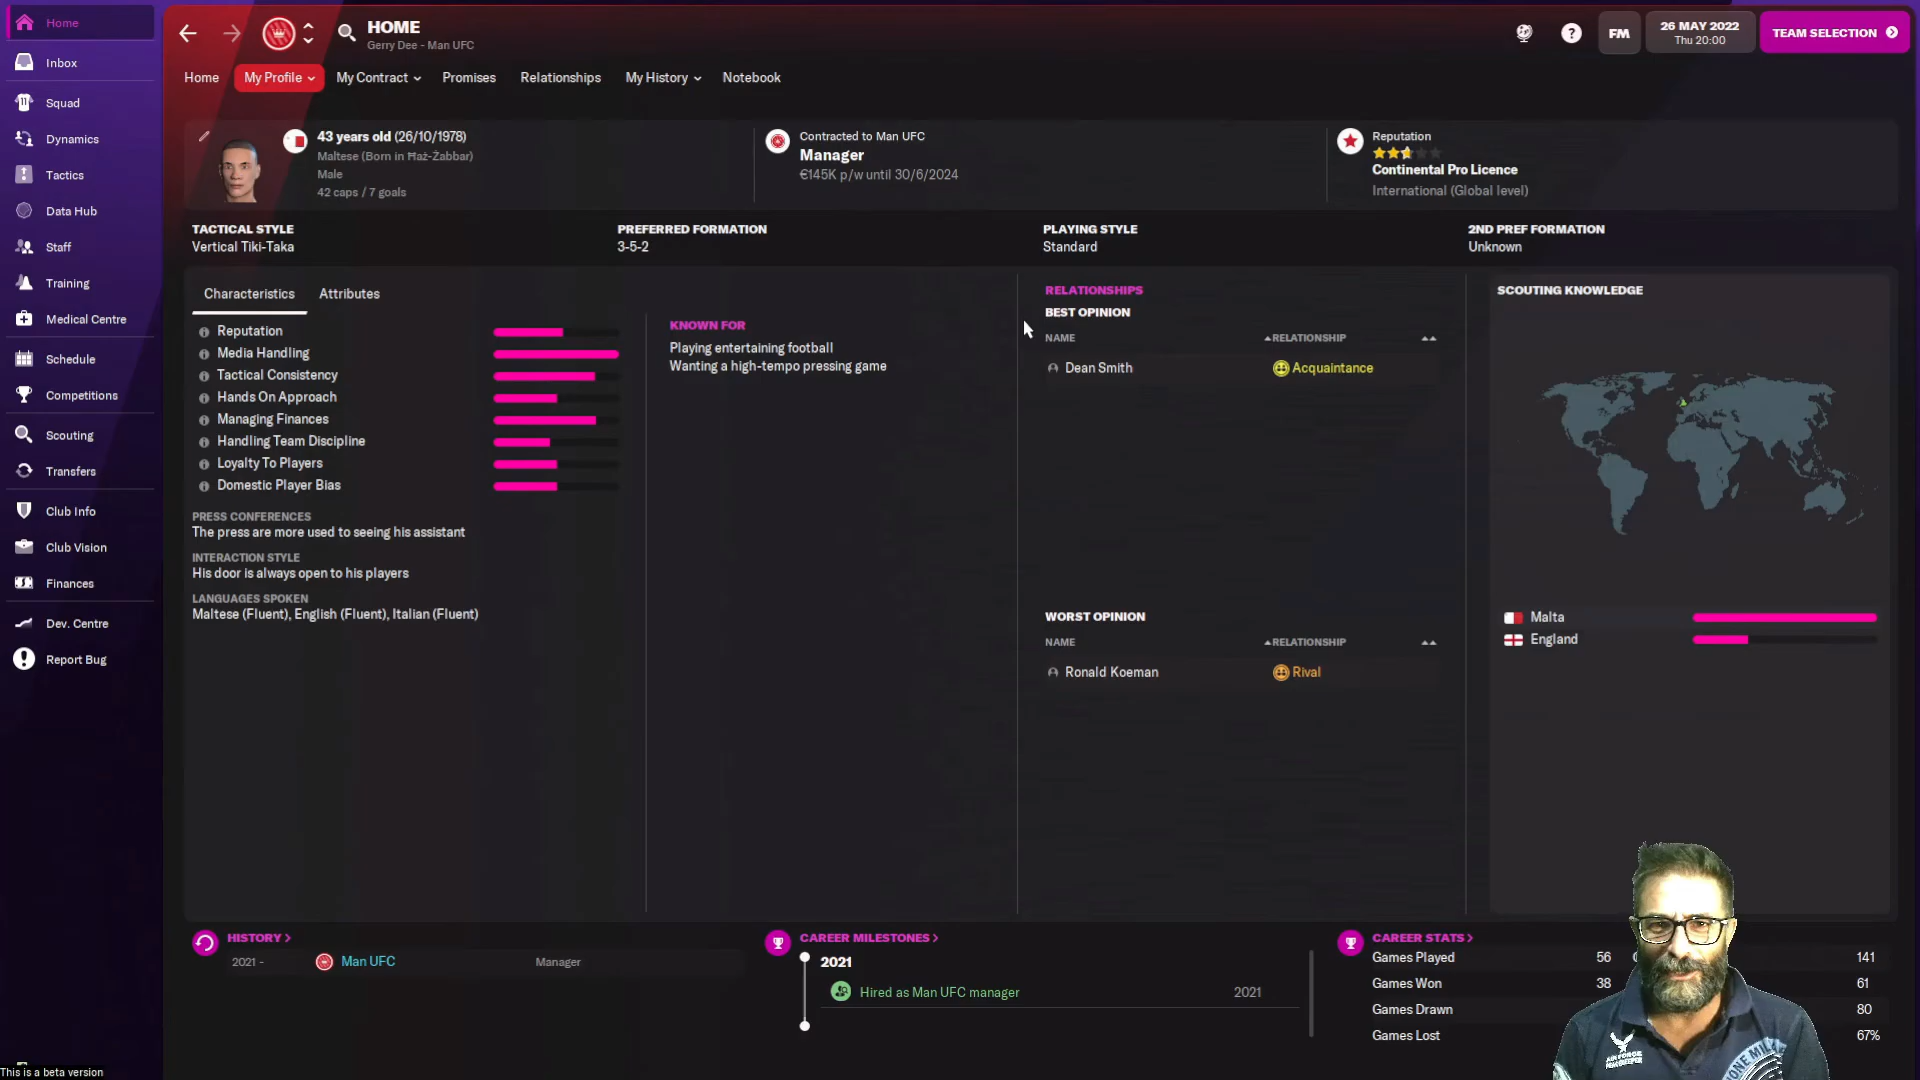 Home
Inbox
Squad
Dynamics
Tactics
Data Hub
Staff
Training
Medical Centre
Schedule
Competitions
Scouting
Transfers
Club Info
Club Vision
Finances
Dev. Centre
Report Bug
This is a beta version
HOME
Gerry Dee - Man UFC
FM
26 MAY 2022
Thu 20:00
TEAM SELECTION
Home My Profile My Contract Promises Relationships My History Notebook
43 years old (26/10/1978)
Maltese (Born in Ħaż-Żabbar)
Male
42 caps / 7 goals
Contracted to Man UFC
Manager
€145K p/w until 30/6/2024
Reputation
Continental Pro Licence
International (Global level)
TACTICAL STYLE
Vertical Tiki-Taka
PREFERRED FORMATION
3-5-2
PLAYING STYLE
Standard
2ND PREF FORMATION
Unknown
Characteristics Attributes
Reputation
Media Handling
Tactical Consistency
Hands On Approach
Managing Finances
Handling Team Discipline
Loyalty To Players
Domestic Player Bias
PRESS CONFERENCES
The press are more used to seeing his assistant
INTERACTION STYLE
His door is always open to his players
LANGUAGES SPOKEN
Maltese (Fluent), English (Fluent), Italian (Fluent)
KNOWN FOR
Playing entertaining football
Wanting a high-tempo pressing game
RELATIONSHIPS
BEST OPINION
NAME RELATIONSHIP
Dean Smith Acquaintance
WORST OPINION
NAME RELATIONSHIP
Ronald Koeman Rival
SCOUTING KNOWLEDGE
Malta
England
HISTORY >
2021 - Man UFC Manager
CAREER MILESTONES >
2021
Hired as Man UFC manager 2021
CAREER STATS >
Games Played 56 141
Games Won 38 61
Games Drawn 80
Games Lost 67%
AIR FORCE